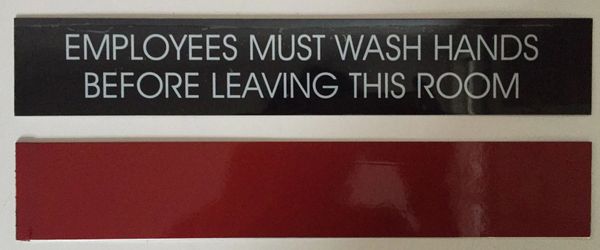 EMPLOYEES MUST WASH HANDS
BEFORE LEAVING THIS ROOM